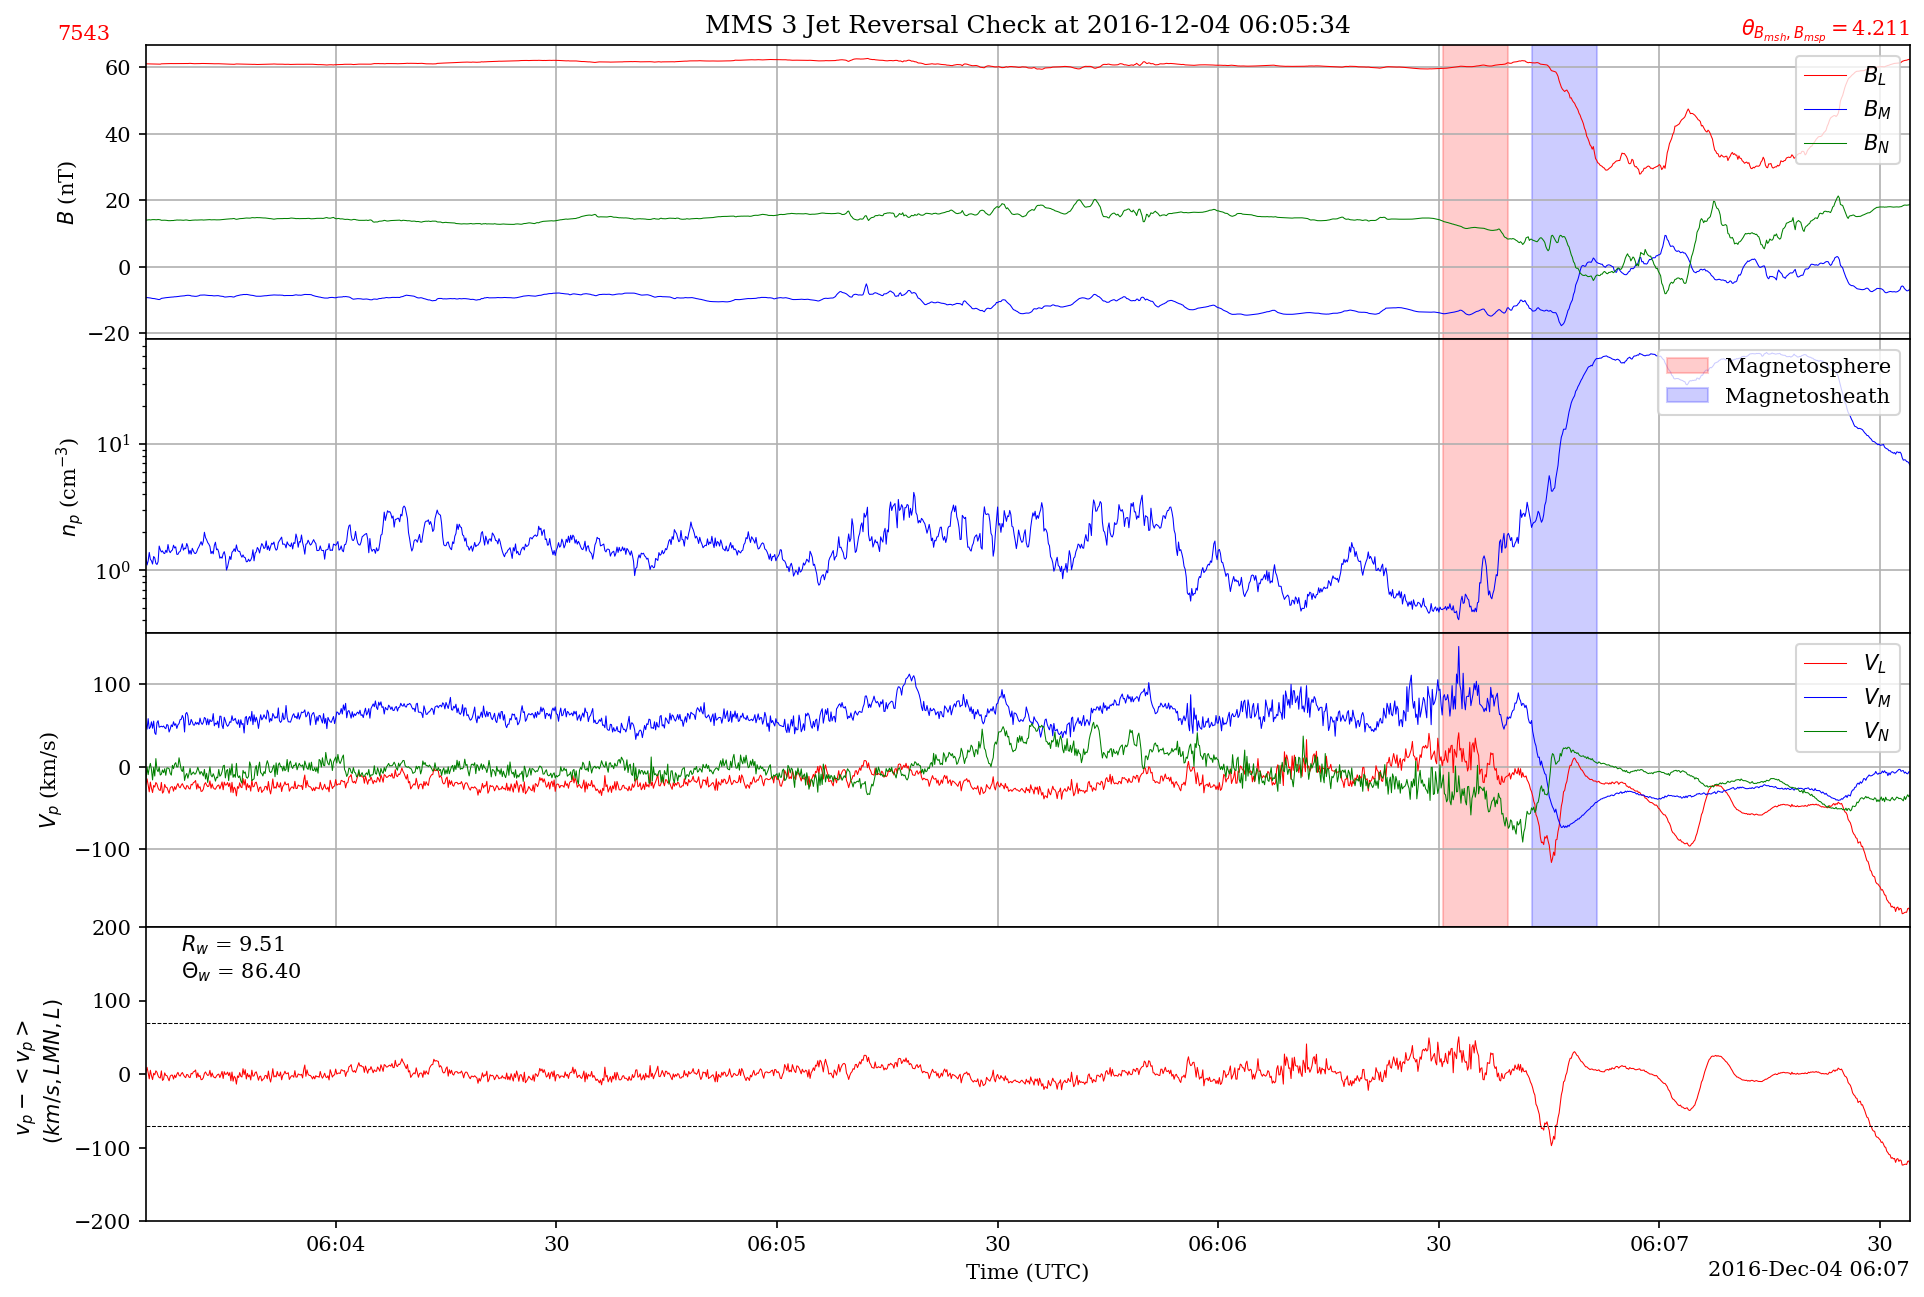 MMS 3 Jet Reversal Check at 2016-12-04 06:05:34
7543
θ_{B_{msh}, B_{msp}} = 4.211
60
40
20
0
−20
B (nT)
B_L
B_M
B_N
10¹
10⁰
n_p (cm⁻³)
Magnetosphere
Magnetosheath
100
0
−100
V_p (km/s)
V_L
V_M
V_N
200
100
0
−100
−200
v_p − <v_p>
(km/s, LMN, L)
R_w = 9.51
Θ_w = 86.40
06:04
30
06:05
30
06:06
30
06:07
30
Time (UTC)
2016-Dec-04 06:07